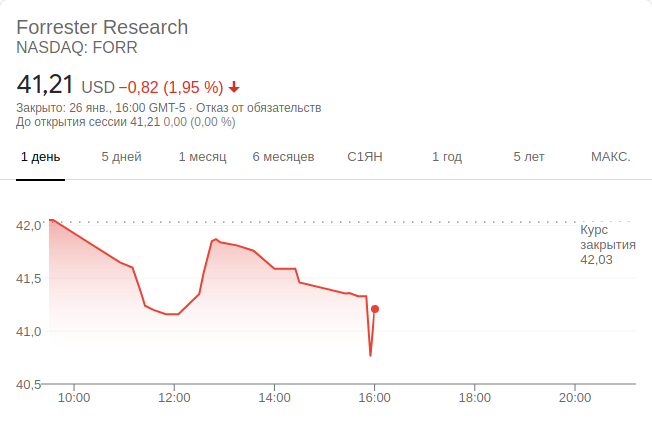 Forrester Research
NASDAQ: FORR
41,21 USD −0,82 (1,95 %)
Закрыто: 26 янв., 16:00 GMT-5 · Отказ от обязательств
До открытия сессии 41,21 0,00 (0,00 %)
1 день 5 дней 1 месяц 6 месяцев С1ЯН 1 год 5 лет МАКС.
42,0
Курс
закрытия
42,03
41,5
41,0
40,5
10:00 12:00 14:00 16:00 18:00 20:00